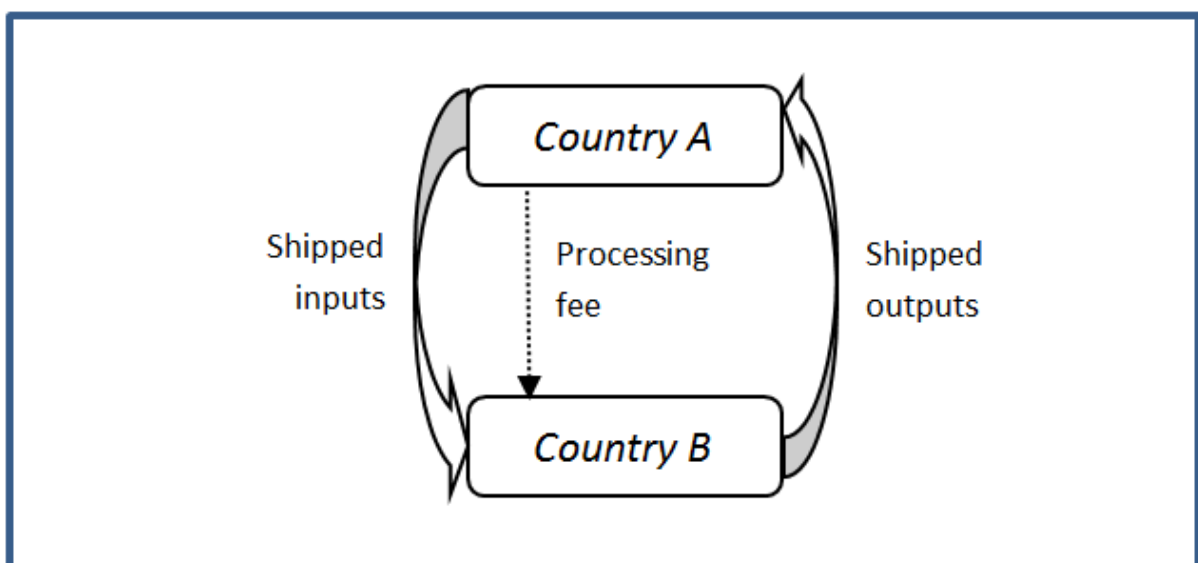 Country A
Shipped
inputs
Processing
fee
Shipped
outputs
Country B